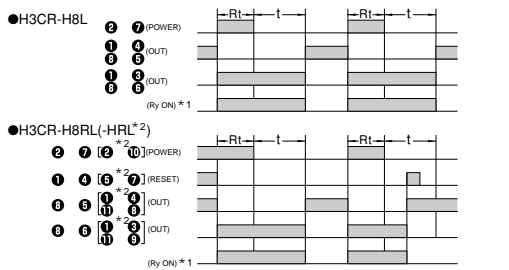 ●H3CR-H8L
Rt t Rt t
❷ ❼ (POWER)
❶ ❹
❽ ❺ (OUT)
❶ ❸
❽ ❻ (OUT)
(Ry ON) *1
●H3CR-H8RL(-HRL*2)
Rt t Rt t
❷ ❼ [❷ ❿]*2 (POWER)
❶ ❹ [❺ ❼]*2 (RESET)
❽ ❺ [❶ ❹ ⓫ ❽]*2 (OUT)
❽ ❻ [❶ ❸ ⓫ ❾]*2 (OUT)
(Ry ON) *1